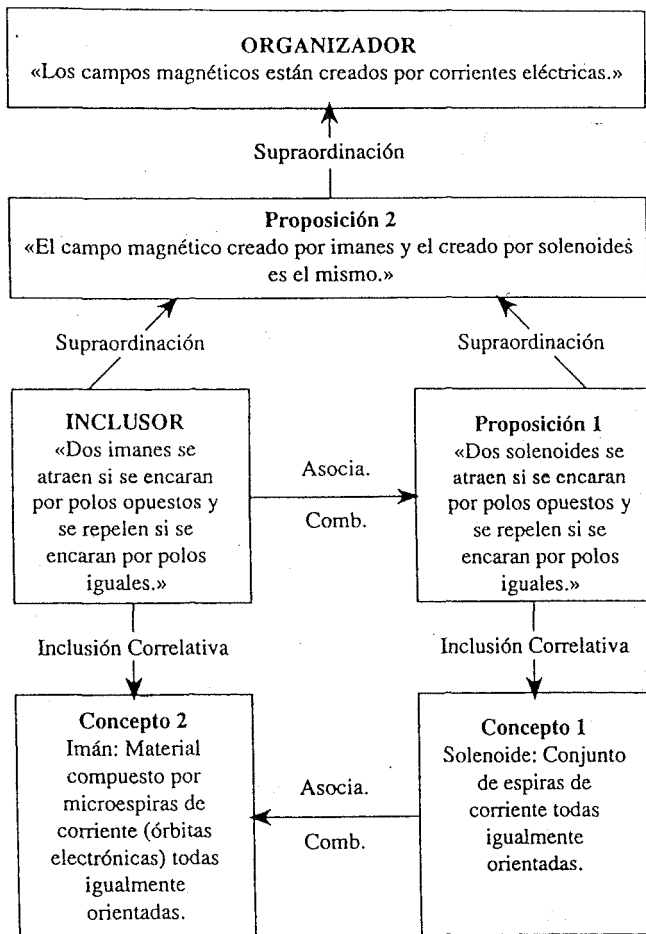 ORGANIZADOR
«Los campos magnéticos están creados por corrientes eléctricas.»
Supraordinación
Proposición 2
«El campo magnético creado por imanes y el creado por solenoides
es el mismo.»
Supraordinación
Supraordinación
INCLUSOR
«Dos imanes se
atraen si se encaran
por polos opuestos y
se repelen si se
encaran por polos
iguales.»
Asocia.
Comb.
Proposición 1
«Dos solenoides se
atraen si se encaran
por polos opuestos y
se repelen si se
encaran por polos
iguales.»
Inclusión Correlativa
Inclusión Correlativa
Concepto 2
Imán: Material
compuesto por
microespiras de
corriente (órbitas
electrónicas) todas
igualmente
orientadas.
Asocia.
Comb.
Concepto 1
Solenoide: Conjunto
de espiras de
corriente todas
igualmente
orientadas.